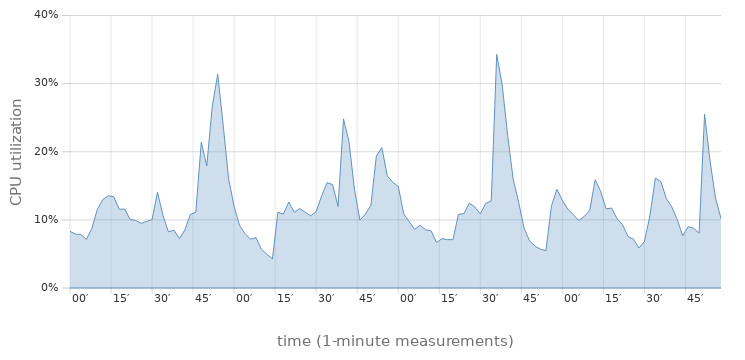 40%
30%
20%
10%
0%
CPU utilization
00′ 15′ 30′ 45′ 00′ 15′ 30′ 45′ 00′ 15′ 30′ 45′ 00′ 15′ 30′ 45′
time (1-minute measurements)